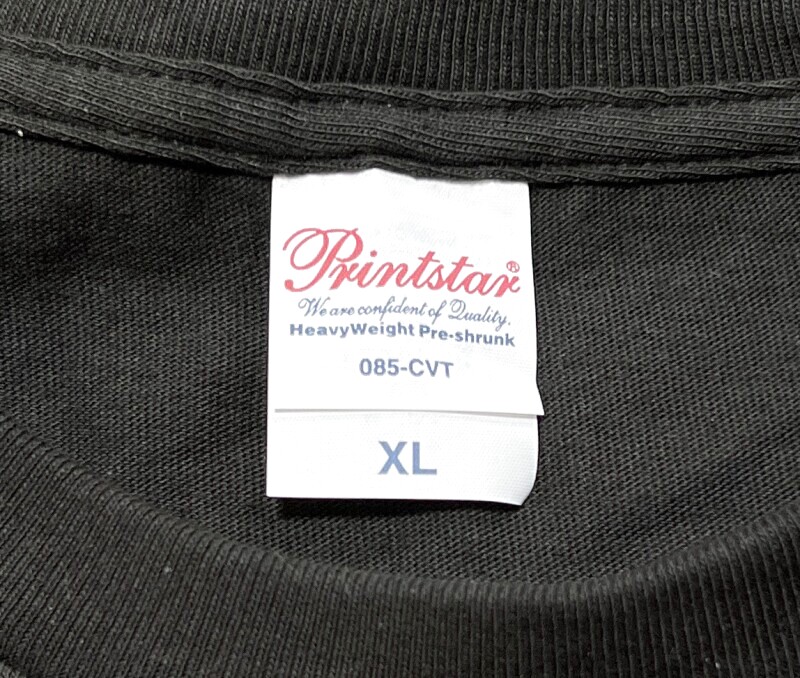 Printstar®
We are confident of Quality.
HeavyWeight Pre-shrunk
085-CVT
XL